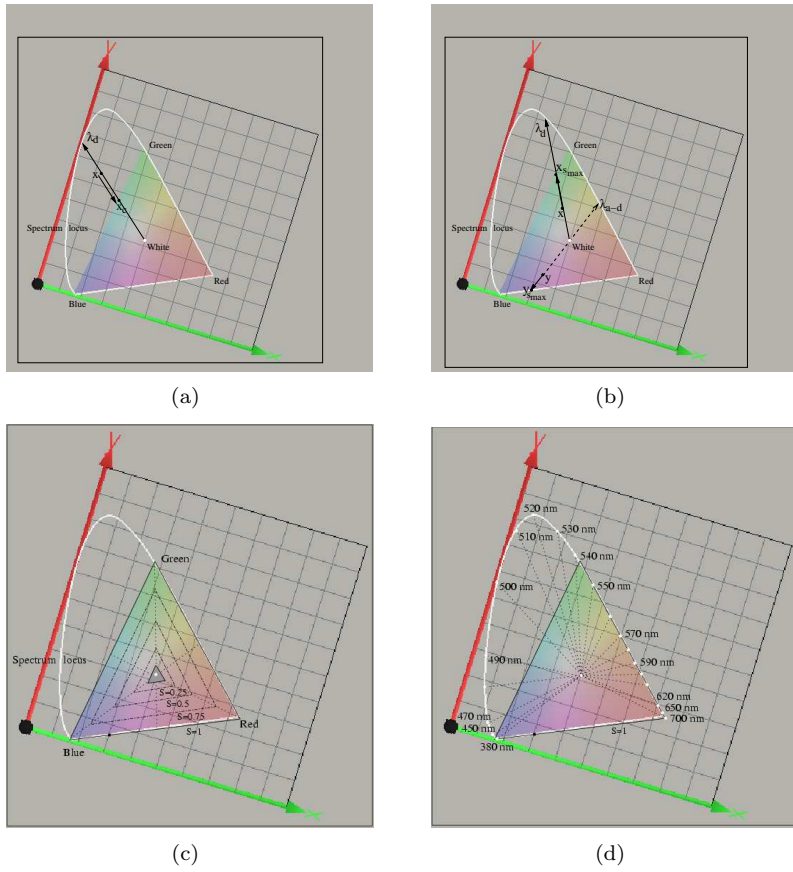 Y
λd
Green
x
xc
Spectrum locus
White
Red
Blue
X
(a)
Y
λd
Green
xSmax
λa−d
x
Spectrum locus
White
y
ySmax
Red
Blue
X
(b)
Y
Green
Spectrum locus
S=0.25
S=0.5
S=0.75
S=1
Red
Blue
X
(c)
Y
520 nm
530 nm
510 nm
540 nm
500 nm
550 nm
570 nm
490 nm
590 nm
620 nm
650 nm
470 nm
700 nm
450 nm
S=1
380 nm
X
(d)